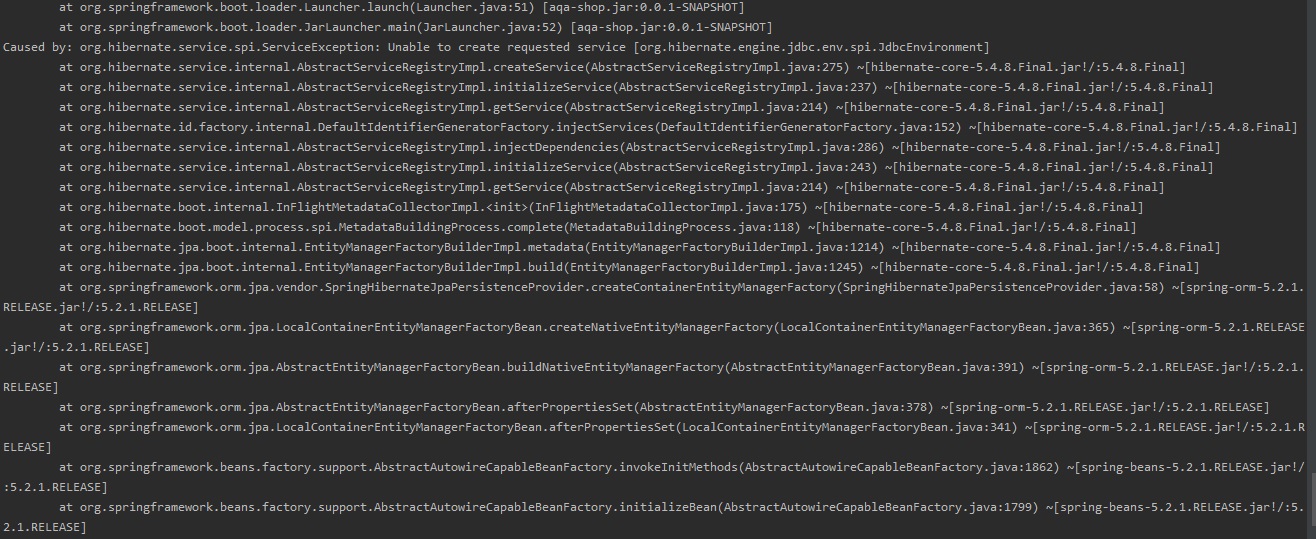 at org.springframework.boot.loader.Launcher.launch(Launcher.java:51) [aqa-shop.jar:0.0.1-SNAPSHOT]
at org.springframework.boot.loader.JarLauncher.main(JarLauncher.java:52) [aqa-shop.jar:0.0.1-SNAPSHOT]
Caused by: org.hibernate.service.spi.ServiceException: Unable to create requested service [org.hibernate.engine.jdbc.env.spi.JdbcEnvironment]
at org.hibernate.service.internal.AbstractServiceRegistryImpl.createService(AbstractServiceRegistryImpl.java:275) ~[hibernate-core-5.4.8.Final.jar!/:5.4.8.Final]
at org.hibernate.service.internal.AbstractServiceRegistryImpl.initializeService(AbstractServiceRegistryImpl.java:237) ~[hibernate-core-5.4.8.Final.jar!/:5.4.8.Final]
at org.hibernate.service.internal.AbstractServiceRegistryImpl.getService(AbstractServiceRegistryImpl.java:214) ~[hibernate-core-5.4.8.Final.jar!/:5.4.8.Final]
at org.hibernate.id.factory.internal.DefaultIdentifierGeneratorFactory.injectServices(DefaultIdentifierGeneratorFactory.java:152) ~[hibernate-core-5.4.8.Final.jar!/:5.4.8.Final]
at org.hibernate.service.internal.AbstractServiceRegistryImpl.injectDependencies(AbstractServiceRegistryImpl.java:286) ~[hibernate-core-5.4.8.Final.jar!/:5.4.8.Final]
at org.hibernate.service.internal.AbstractServiceRegistryImpl.initializeService(AbstractServiceRegistryImpl.java:243) ~[hibernate-core-5.4.8.Final.jar!/:5.4.8.Final]
at org.hibernate.service.internal.AbstractServiceRegistryImpl.getService(AbstractServiceRegistryImpl.java:214) ~[hibernate-core-5.4.8.Final.jar!/:5.4.8.Final]
at org.hibernate.boot.internal.InFlightMetadataCollectorImpl.<init>(InFlightMetadataCollectorImpl.java:175) ~[hibernate-core-5.4.8.Final.jar!/:5.4.8.Final]
at org.hibernate.boot.model.process.spi.MetadataBuildingProcess.complete(MetadataBuildingProcess.java:118) ~[hibernate-core-5.4.8.Final.jar!/:5.4.8.Final]
at org.hibernate.jpa.boot.internal.EntityManagerFactoryBuilderImpl.metadata(EntityManagerFactoryBuilderImpl.java:1214) ~[hibernate-core-5.4.8.Final.jar!/:5.4.8.Final]
at org.hibernate.jpa.boot.internal.EntityManagerFactoryBuilderImpl.build(EntityManagerFactoryBuilderImpl.java:1245) ~[hibernate-core-5.4.8.Final.jar!/:5.4.8.Final]
at org.springframework.orm.jpa.vendor.SpringHibernateJpaPersistenceProvider.createContainerEntityManagerFactory(SpringHibernateJpaPersistenceProvider.java:58) ~[spring-orm-5.2.1.
RELEASE.jar!/:5.2.1.RELEASE]
at org.springframework.orm.jpa.LocalContainerEntityManagerFactoryBean.createNativeEntityManagerFactory(LocalContainerEntityManagerFactoryBean.java:365) ~[spring-orm-5.2.1.RELEASE
.jar!/:5.2.1.RELEASE]
at org.springframework.orm.jpa.AbstractEntityManagerFactoryBean.buildNativeEntityManagerFactory(AbstractEntityManagerFactoryBean.java:391) ~[spring-orm-5.2.1.RELEASE.jar!/:5.2.1.
RELEASE]
at org.springframework.orm.jpa.AbstractEntityManagerFactoryBean.afterPropertiesSet(AbstractEntityManagerFactoryBean.java:378) ~[spring-orm-5.2.1.RELEASE.jar!/:5.2.1.RELEASE]
at org.springframework.orm.jpa.LocalContainerEntityManagerFactoryBean.afterPropertiesSet(LocalContainerEntityManagerFactoryBean.java:341) ~[spring-orm-5.2.1.RELEASE.jar!/:5.2.1.R
ELEASE]
at org.springframework.beans.factory.support.AbstractAutowireCapableBeanFactory.invokeInitMethods(AbstractAutowireCapableBeanFactory.java:1862) ~[spring-beans-5.2.1.RELEASE.jar!/
:5.2.1.RELEASE]
at org.springframework.beans.factory.support.AbstractAutowireCapableBeanFactory.initializeBean(AbstractAutowireCapableBeanFactory.java:1799) ~[spring-beans-5.2.1.RELEASE.jar!/:5.
2.1.RELEASE]